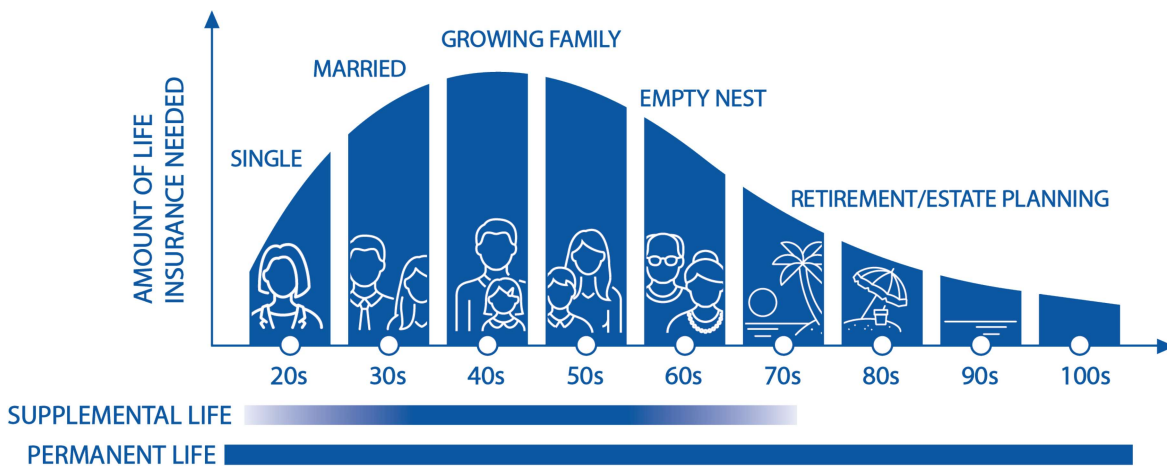 GROWING FAMILY
MARRIED
EMPTY NEST
SINGLE
RETIREMENT/ESTATE PLANNING
AMOUNT OF LIFE
INSURANCE NEEDED
20s 30s 40s 50s 60s 70s 80s 90s 100s
SUPPLEMENTAL LIFE
PERMANENT LIFE